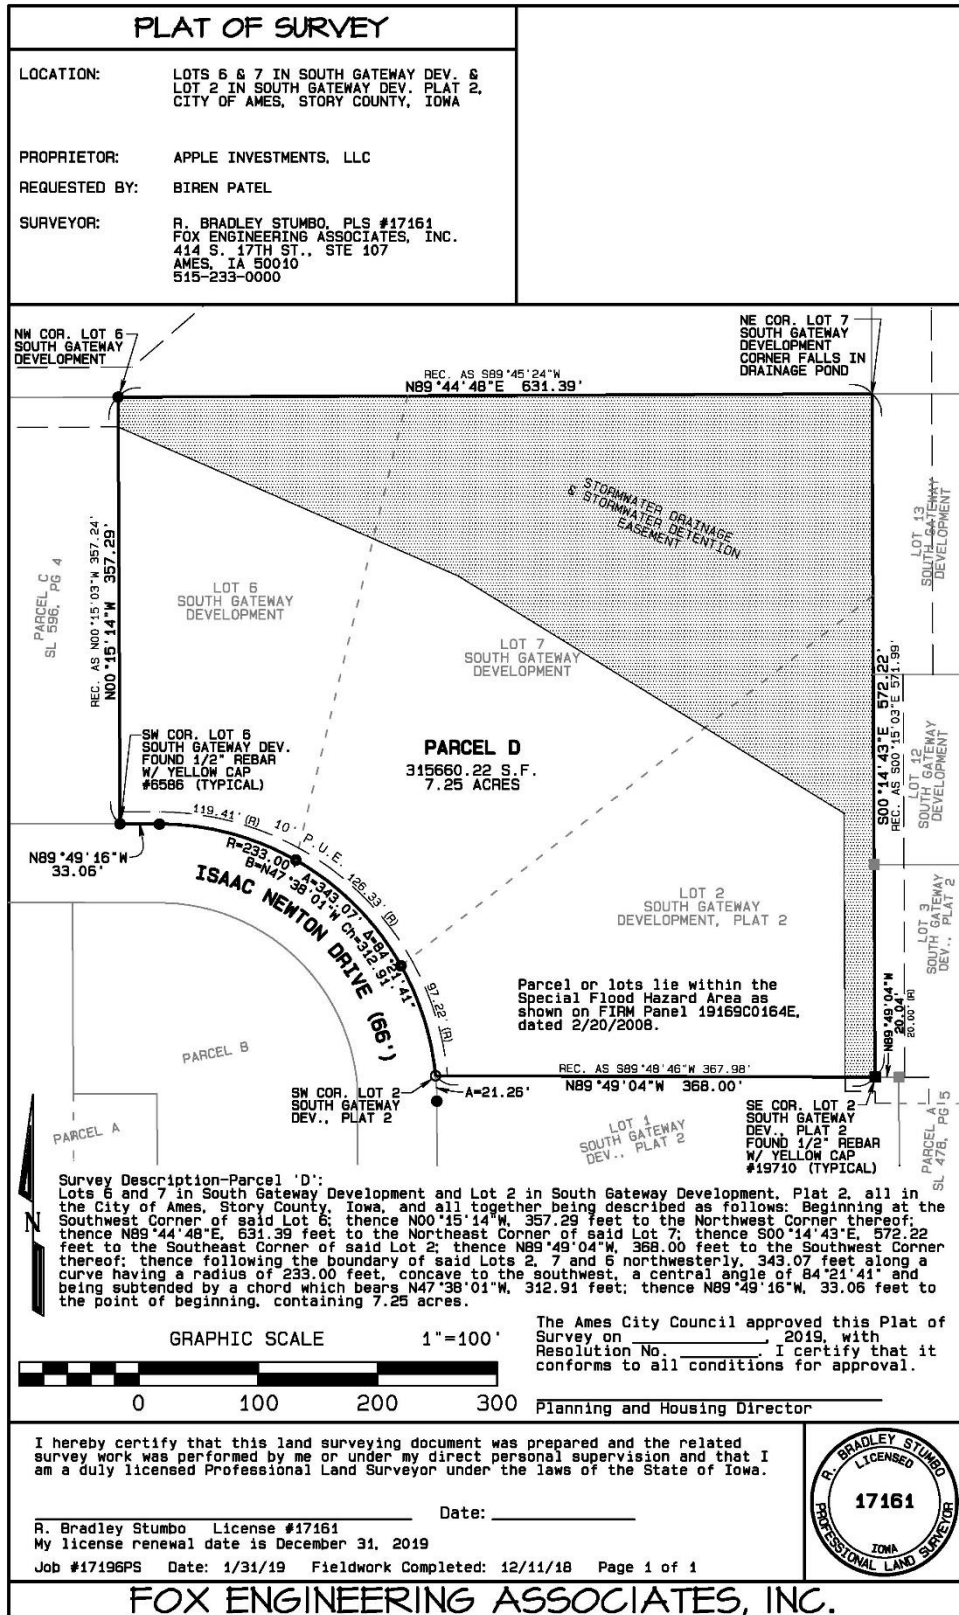 PLAT OF SURVEY
LOCATION: LOTS 6 & 7 IN SOUTH GATEWAY DEV. &
LOT 2 IN SOUTH GATEWAY DEV. PLAT 2,
CITY OF AMES, STORY COUNTY, IOWA
PROPRIETOR: APPLE INVESTMENTS, LLC
REQUESTED BY: BIREN PATEL
SURVEYOR: R. BRADLEY STUMBO, PLS #17161
FOX ENGINEERING ASSOCIATES, INC.
414 S. 17TH ST., STE 107
AMES, IA 50010
515-233-0000
NW COR. LOT 6
SOUTH GATEWAY
DEVELOPMENT
NE COR. LOT 7
SOUTH GATEWAY
DEVELOPMENT
CORNER FALLS IN
DRAINAGE POND
REC. AS S89°45'24"W
N89°44'48"E 631.39'
STORMWATER DRAINAGE
& STORMWATER DETENTION
EASEMENT
LOT 13
SOUTH GATEWAY
DEVELOPMENT
PARCEL C
SL 596, PG 4
REC. AS N00°15'03"W 357.24'
N00°15'14"W 357.29'
LOT 6
SOUTH GATEWAY
DEVELOPMENT
LOT 7
SOUTH GATEWAY
DEVELOPMENT
S00°14'43"E 572.22'
REC. AS S00°15'03"E 571.99'
LOT 12
SOUTH GATEWAY
DEVELOPMENT
SW COR. LOT 6
SOUTH GATEWAY DEV.
FOUND 1/2" REBAR
W/ YELLOW CAP
#6586 (TYPICAL)
PARCEL D
315660.22 S.F.
7.25 ACRES
119.41' (R)
10' P.U.E.
126.33' (R)
97.22' (R)
N89°49'16"W
33.06'
R=233.00' A=343.07' Δ=84°21'41"
B=N47°38'01"W Ch=312.91'
ISAAC NEWTON DRIVE (66')
LOT 2
SOUTH GATEWAY
DEVELOPMENT, PLAT 2
LOT 3
SOUTH GATEWAY
DEV., PLAT 2
Parcel or lots lie within the
Special Flood Hazard Area as
shown on FIRM Panel 19169C0164E,
dated 2/20/2008.
N89°49'04"W
20.04'
20.00' (R)
PARCEL B
REC. AS S89°48'46"W 367.98'
N89°49'04"W 368.00'
SW COR. LOT 2
SOUTH GATEWAY
DEV., PLAT 2
A=21.26'
SE COR. LOT 2
SOUTH GATEWAY
DEV., PLAT 2
FOUND 1/2" REBAR
W/ YELLOW CAP
#19710 (TYPICAL)
LOT 1
SOUTH GATEWAY
DEV., PLAT 2
PARCEL A
SL 478, PG 5
PARCEL A
N
Survey Description-Parcel 'D':
Lots 6 and 7 in South Gateway Development and Lot 2 in South Gateway Development, Plat 2, all in
the City of Ames, Story County, Iowa, and all together being described as follows: Beginning at the
Southwest Corner of said Lot 6; thence N00°15'14"W, 357.29 feet to the Northwest Corner thereof;
thence N89°44'48"E, 631.39 feet to the Northeast Corner of said Lot 7; thence S00°14'43"E, 572.22
feet to the Southeast Corner of said Lot 2; thence N89°49'04"W, 368.00 feet to the Southwest Corner
thereof; thence following the boundary of said Lots 2, 7 and 6 northwesterly, 343.07 feet along a
curve having a radius of 233.00 feet, concave to the southwest, a central angle of 84°21'41" and
being subtended by a chord which bears N47°38'01"W, 312.91 feet; thence N89°49'16"W, 33.06 feet to
the point of beginning, containing 7.25 acres.
GRAPHIC SCALE 1"=100'
0 100 200 300
The Ames City Council approved this Plat of
Survey on ____________, 2019, with
Resolution No. ________. I certify that it
conforms to all conditions for approval.
Planning and Housing Director
I hereby certify that this land surveying document was prepared and the related
survey work was performed by me or under my direct personal supervision and that I
am a duly licensed Professional Land Surveyor under the laws of the State of Iowa.
Date:
R. Bradley Stumbo License #17161
My license renewal date is December 31, 2019
Job #17196PS Date: 1/31/19 Fieldwork Completed: 12/11/18 Page 1 of 1
R. BRADLEY STUMBO
LICENSED
17161
IOWA
PROFESSIONAL LAND SURVEYOR
FOX ENGINEERING ASSOCIATES, INC.